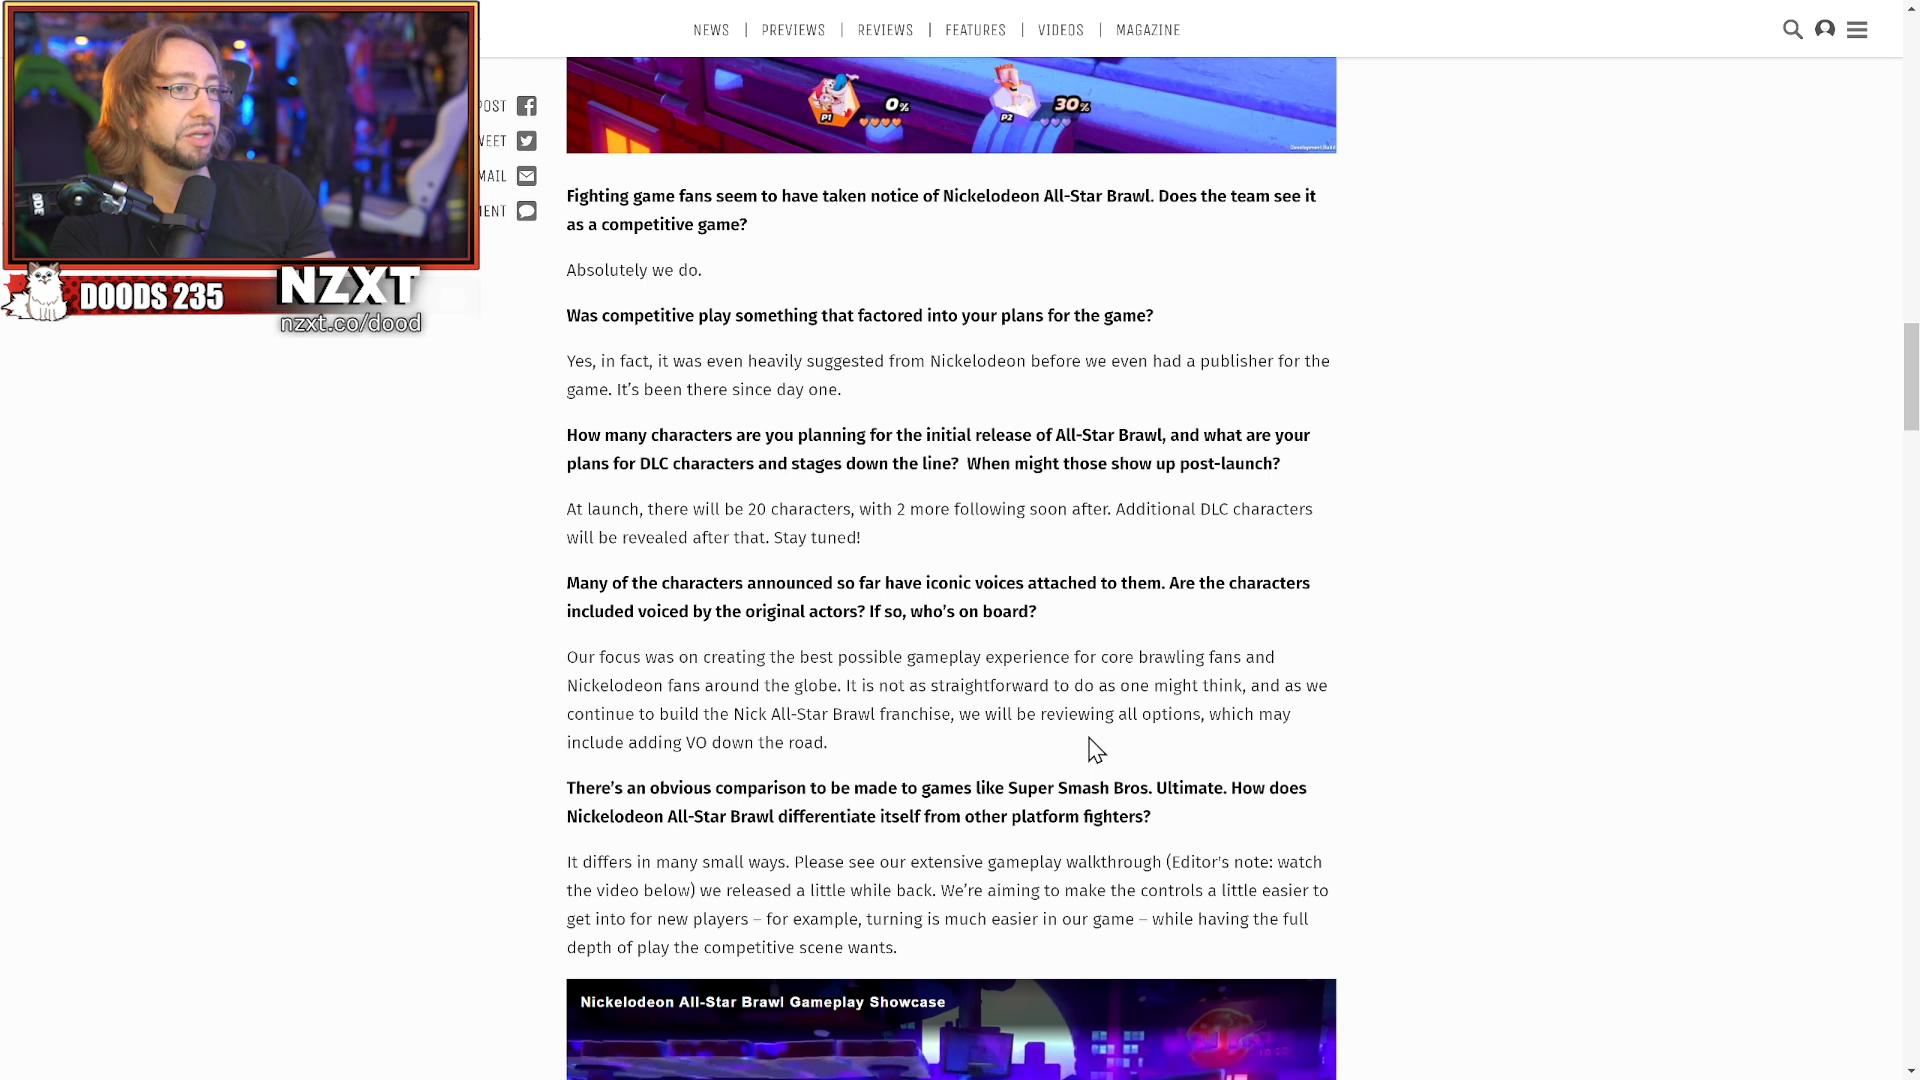 NEWS | PREVIEWS | REVIEWS | FEATURES | VIDEOS | MAGAZINE
POST
WEET
MAIL
MENT
P1 0%
P2 30%
Development Build
DOODS 235
NZXT
nzxt.co/dood
Fighting game fans seem to have taken notice of Nickelodeon All-Star Brawl. Does the team see it
as a competitive game?
Absolutely we do.
Was competitive play something that factored into your plans for the game?
Yes, in fact, it was even heavily suggested from Nickelodeon before we even had a publisher for the
game. It’s been there since day one.
How many characters are you planning for the initial release of All-Star Brawl, and what are your
plans for DLC characters and stages down the line?  When might those show up post-launch?
At launch, there will be 20 characters, with 2 more following soon after. Additional DLC characters
will be revealed after that. Stay tuned!
Many of the characters announced so far have iconic voices attached to them. Are the characters
included voiced by the original actors? If so, who’s on board?
Our focus was on creating the best possible gameplay experience for core brawling fans and
Nickelodeon fans around the globe. It is not as straightforward to do as one might think, and as we
continue to build the Nick All-Star Brawl franchise, we will be reviewing all options, which may
include adding VO down the road.
There’s an obvious comparison to be made to games like Super Smash Bros. Ultimate. How does
Nickelodeon All-Star Brawl differentiate itself from other platform fighters?
It differs in many small ways. Please see our extensive gameplay walkthrough (Editor's note: watch
the video below) we released a little while back. We’re aiming to make the controls a little easier to
get into for new players – for example, turning is much easier in our game – while having the full
depth of play the competitive scene wants.
Nickelodeon All-Star Brawl Gameplay Showcase